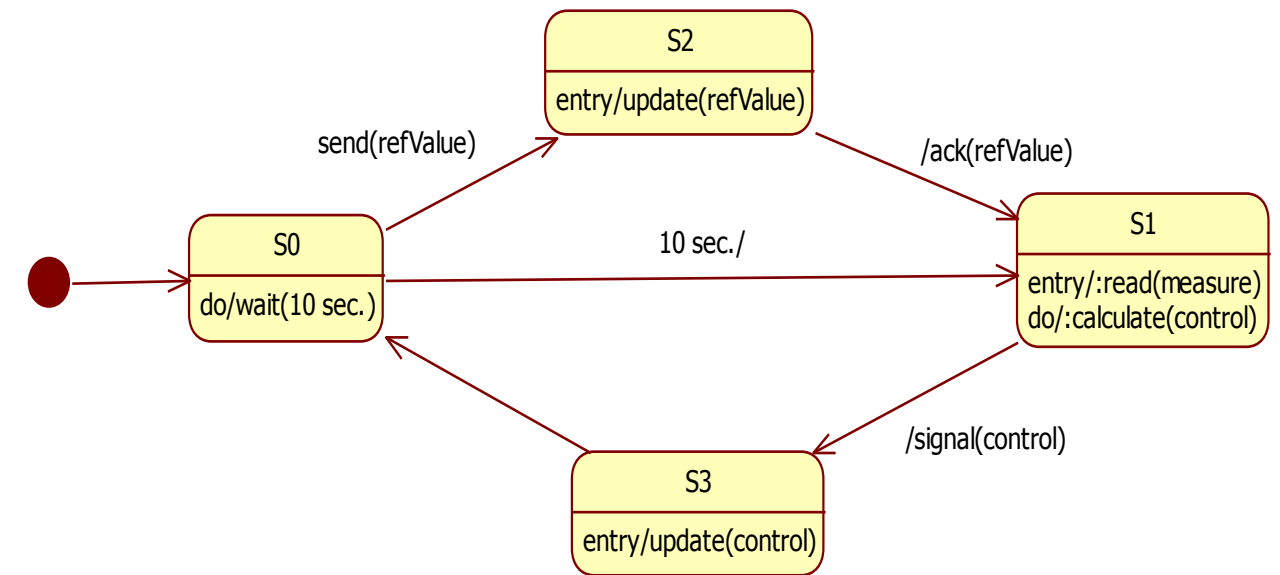 S2
entry/update(refValue)
send(refValue)
/ack(refValue)
S0
do/wait(10 sec.)
10 sec./
S1
entry/:read(measure)
do/:calculate(control)
/signal(control)
S3
entry/update(control)